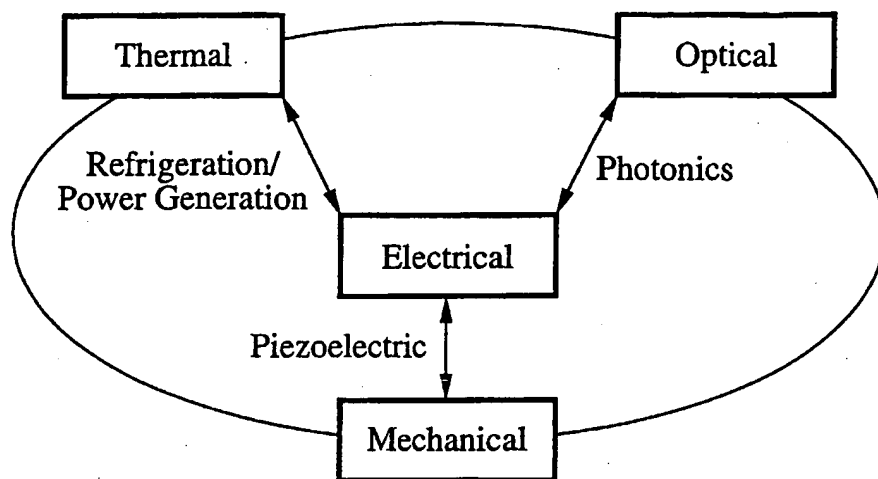 Thermal
Optical
Refrigeration/
Power Generation
Photonics
Electrical
Piezoelectric
Mechanical